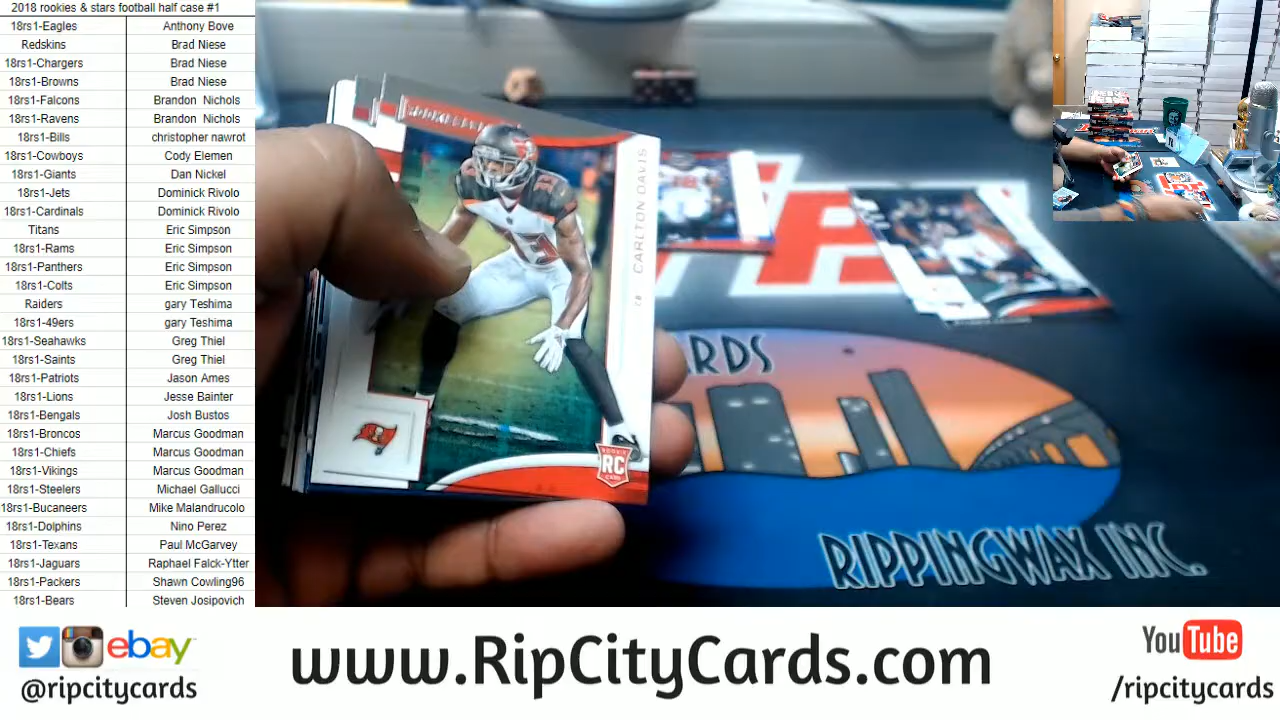 2018 rookies & stars football half case #1
18rs1-Eagles Anthony Bove
Redskins Brad Niese
18rs1-Chargers Brad Niese
18rs1-Browns Brad Niese
18rs1-Falcons Brandon Nichols
18rs1-Ravens Brandon Nichols
18rs1-Bills christopher nawrot
18rs1-Cowboys Cody Elemen
18rs1-Giants Dan Nickel
18rs1-Jets Dominick Rivolo
18rs1-Cardinals Dominick Rivolo
Titans Eric Simpson
18rs1-Rams Eric Simpson
18rs1-Panthers Eric Simpson
18rs1-Colts Eric Simpson
Raiders gary Teshima
18rs1-49ers gary Teshima
18rs1-Seahawks Greg Thiel
18rs1-Saints Greg Thiel
18rs1-Patriots Jason Ames
18rs1-Lions Jesse Bainter
18rs1-Bengals Josh Bustos
18rs1-Broncos Marcus Goodman
18rs1-Chiefs Marcus Goodman
18rs1-Vikings Marcus Goodman
18rs1-Steelers Michael Gallucci
18rs1-Bucaneers Mike Malandrucolo
18rs1-Dolphins Nino Perez
18rs1-Texans Paul McGarvey
18rs1-Jaguars Raphael Falck-Ytter
18rs1-Packers Shawn Cowling96
18rs1-Bears Steven Josipovich
CB CARLTON DAVIS
RC
ARDS
RIPPINGWAX INC.
ebay
@ripcitycards
www.RipCityCards.com
YouTube
/ripcitycards